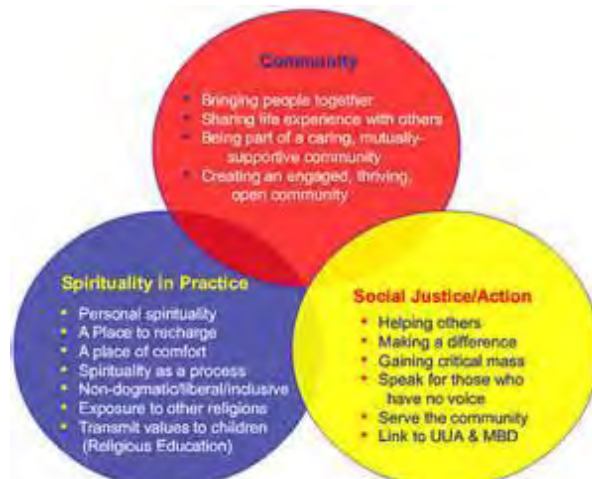 Community
• Bringing people together
• Sharing life experience with others
• Being part of a caring, mutually-
supportive community
• Creating an engaged, thriving,
open community
Spirituality in Practice
• Personal spirituality
• A Place to recharge
• A place of comfort
• Spirituality as a process
• Non-dogmatic/liberal/inclusive
• Exposure to other religions
• Transmit values to children
(Religious Education)
Social Justice/Action
• Helping others
• Making a difference
• Gaining critical mass
• Speak for those who
have no voice
• Serve the community
• Link to UUA & MBD